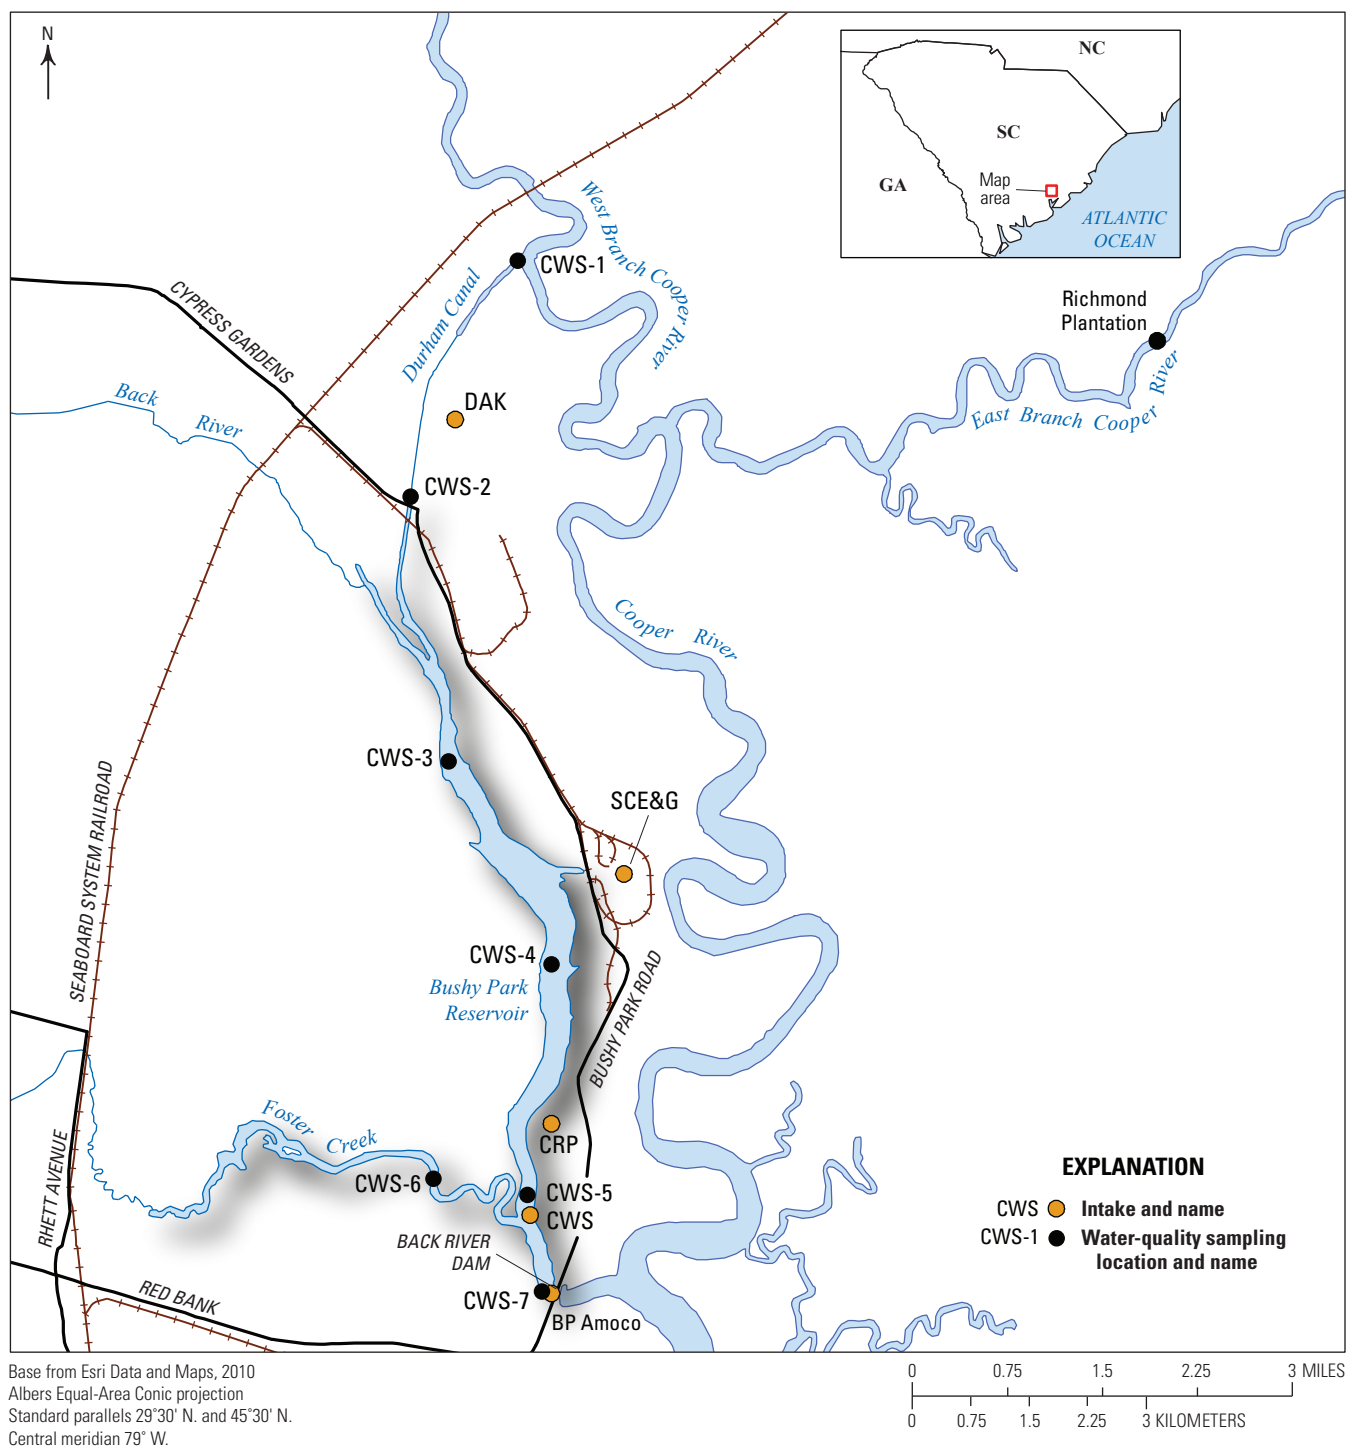 N
NC
SC
GA
Map
area
ATLANTIC
OCEAN
West Branch Cooper River
CWS-1
Durham Canal
CYPRESS GARDENS
Richmond
Plantation
East Branch Cooper River
Back River
DAK
CWS-2
Cooper River
CWS-3
SCE&G
SEABOARD SYSTEM RAILROAD
CWS-4
Bushy Park
Reservoir
BUSHY PARK ROAD
Foster Creek
CRP
RHETT AVENUE
CWS-6
CWS-5
CWS
BACK RIVER
DAM
CWS-7
BP Amoco
RED BANK
EXPLANATION
CWS Intake and name
CWS-1 Water-quality sampling
location and name
Base from Esri Data and Maps, 2010
Albers Equal-Area Conic projection
Standard parallels 29°30' N. and 45°30' N.
Central meridian 79° W.
0 0.75 1.5 2.25 3 MILES
0 0.75 1.5 2.25 3 KILOMETERS